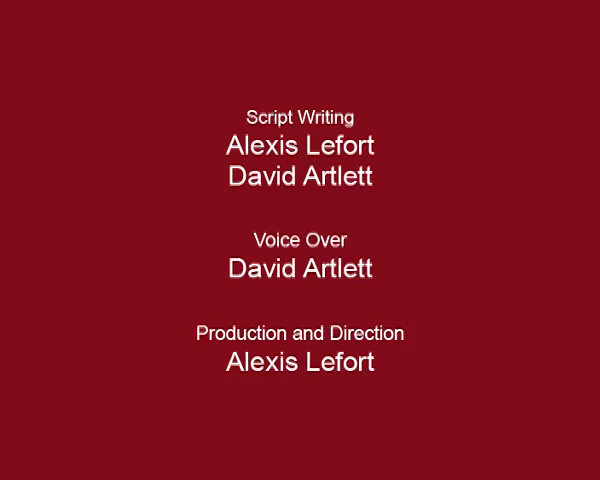 Script Writing
Alexis Lefort
David Artlett
Voice Over
David Artlett
Production and Direction
Alexis Lefort